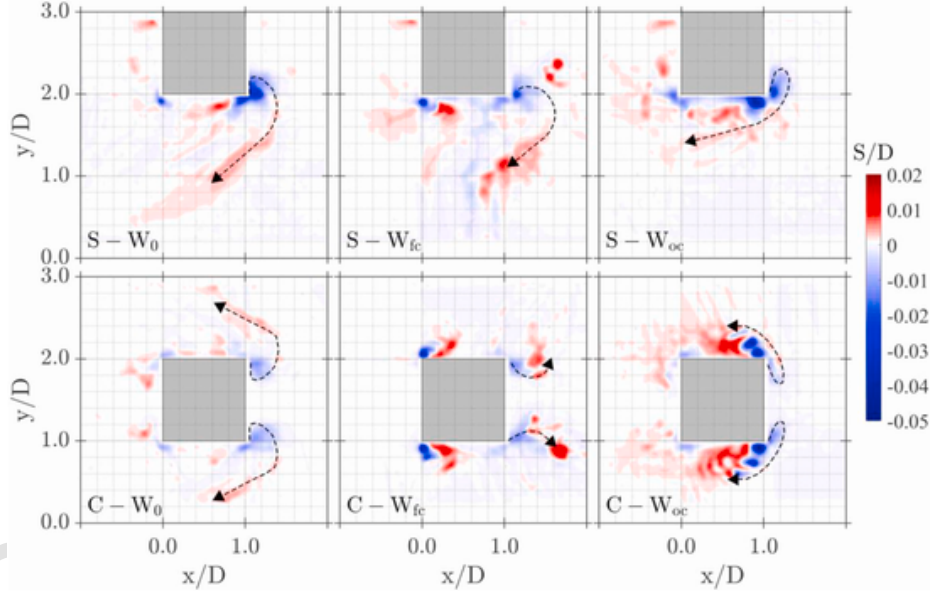 3.0
2.0
1.0
0.0
y/D
S – W0
S – Wfc
S – Woc
S/D
0.02
0.01
0
-0.01
-0.02
-0.03
-0.04
-0.05
3.0
2.0
1.0
0.0
y/D
C – W0
C – Wfc
C – Woc
0.0 1.0 0.0 1.0 0.0 1.0
x/D x/D x/D